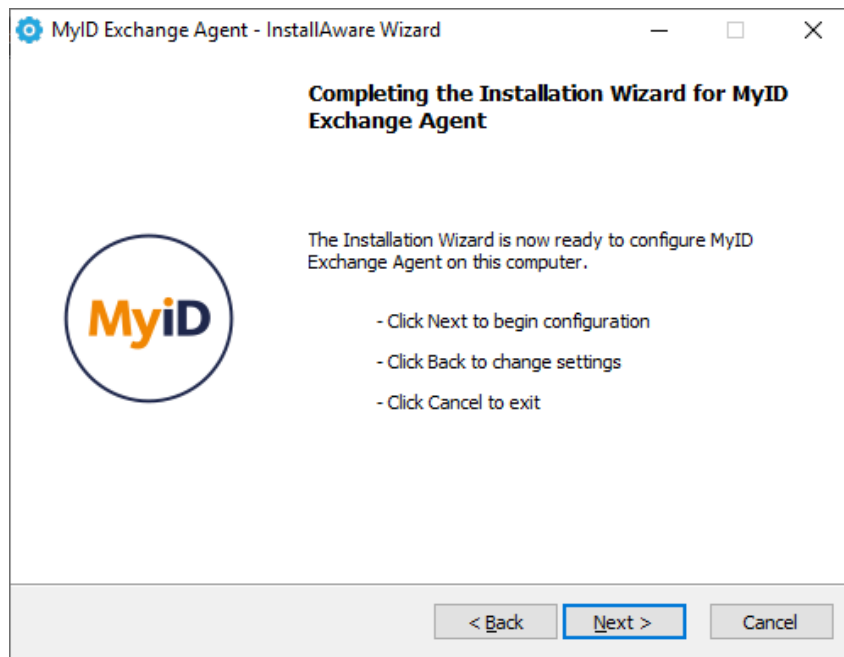 MyID Exchange Agent - InstallAware Wizard
Completing the Installation Wizard for MyID
Exchange Agent
The Installation Wizard is now ready to configure MyID
Exchange Agent on this computer.
MyiD
- Click Next to begin configuration
- Click Back to change settings
- Click Cancel to exit
< Back
Next >
Cancel